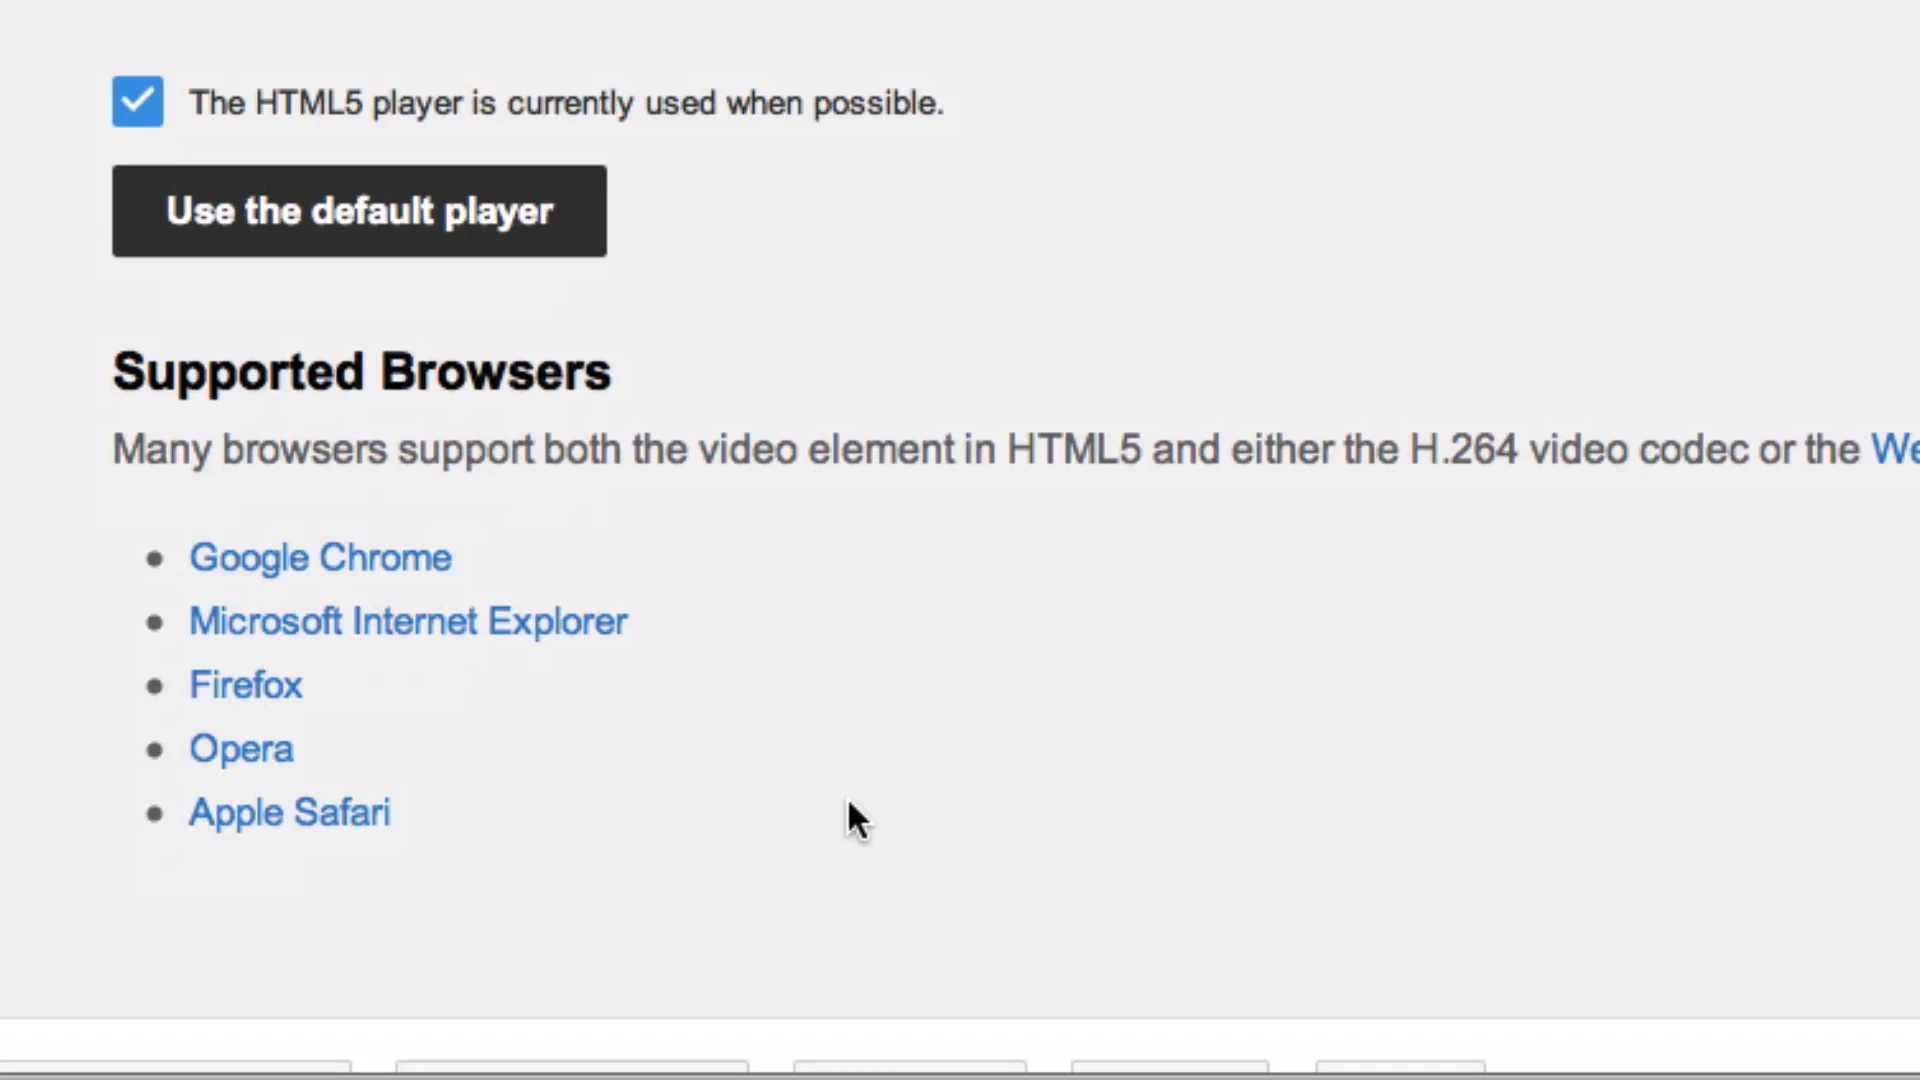 The HTML5 player is currently used when possible.
Use the default player
Supported Browsers
Many browsers support both the video element in HTML5 and either the H.264 video codec or the
Google Chrome
Microsoft Internet Explorer
Firefox
Opera
Apple Safari